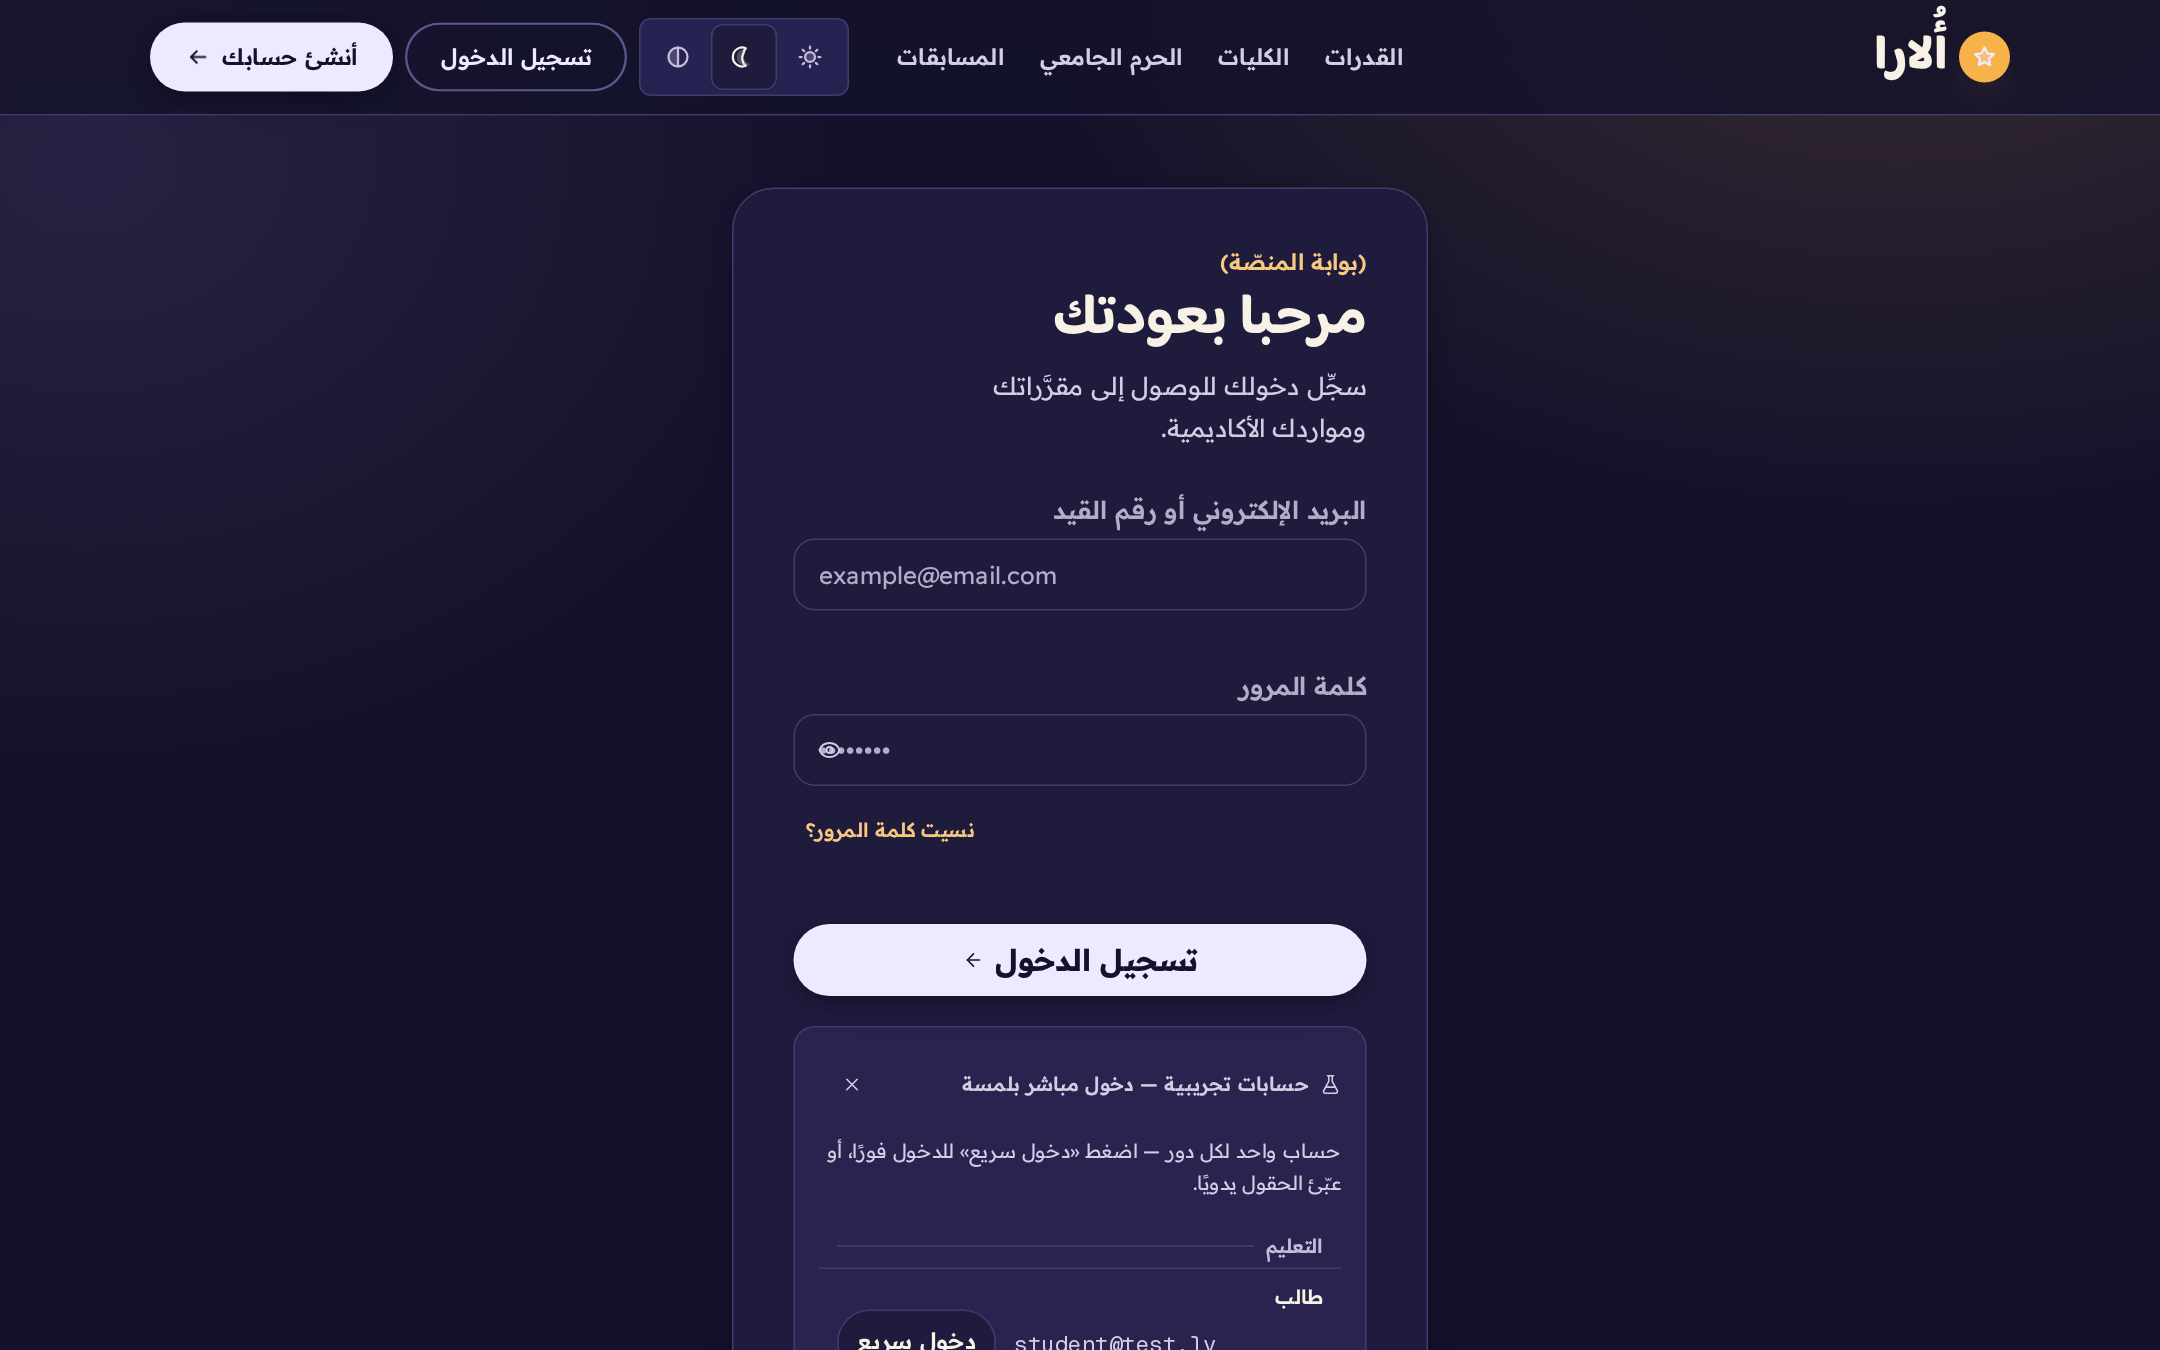 أُلارا
القدرات
الكليات
الحرم الجامعي
المسابقات
تسجيل الدخول
أنشئ حسابك
(بوابة المنصّة)
مرحبا بعودتك
سجِّل دخولك للوصول إلى مقرَّراتك
ومواردك الأكاديمية.
البريد الإلكتروني أو رقم القيد
example@email.com
كلمة المرور
نسيت كلمة المرور؟
تسجيل الدخول
حسابات تجريبية — دخول مباشر بلمسة
حساب واحد لكل دور — اضغط «دخول سريع» للدخول فورًا، أو
عبّئ الحقول يدويًا.
التعليم
طالب
student@test.ly
دخول سريع